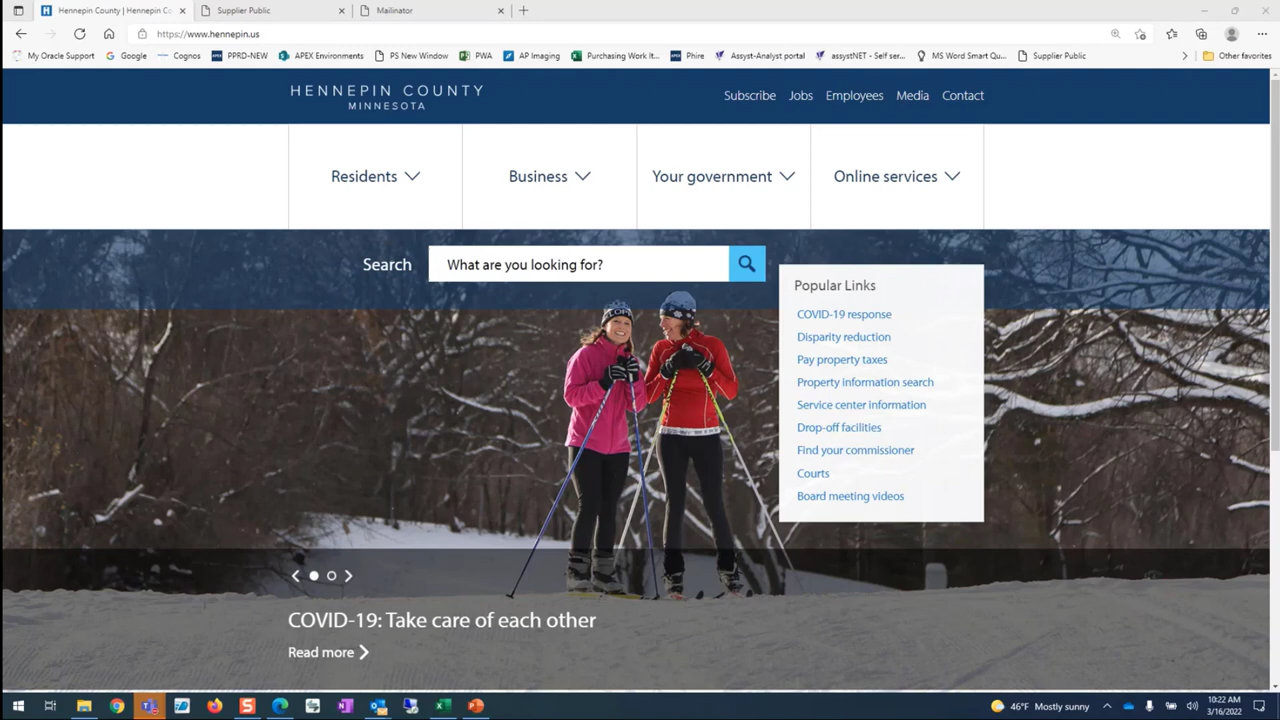 Hennepin County | Hennepin Co
Supplier Public
Mailinator
https://www.hennepin.us
My Oracle Support
Google
Cognos
PPRD-NEW
APEX Environments
PS New Window
PWA
AP Imaging
Purchasing Work It...
Phire
Assyst-Analyst portal
assystNET - Self ser...
MS Word Smart Qu...
Supplier Public
Other favorites
HENNEPIN COUNTY
MINNESOTA
Subscribe
Jobs
Employees
Media
Contact
Residents
Business
Your government
Online services
Search
What are you looking for?
Popular Links
COVID-19 response
Disparity reduction
Pay property taxes
Property information search
Service center information
Drop-off facilities
Find your commissioner
Courts
Board meeting videos
COVID-19: Take care of each other
Read more
46°F Mostly sunny
10:22 AM
3/16/2022